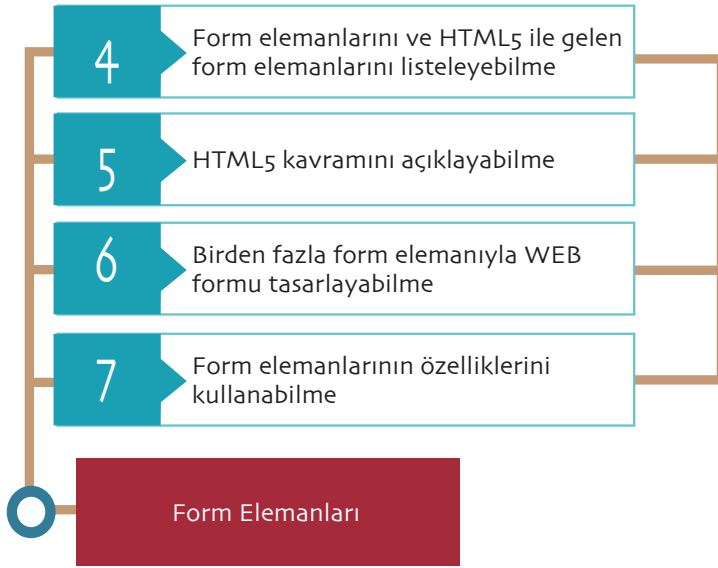 4
Form elemanlarını ve HTML5 ile gelen
form elemanlarını listeleyebilme
5
HTML5 kavramını açıklayabilme
6
Birden fazla form elemanıyla WEB
formu tasarlayabilme
7
Form elemanlarının özelliklerini
kullanabilme
Form Elemanları